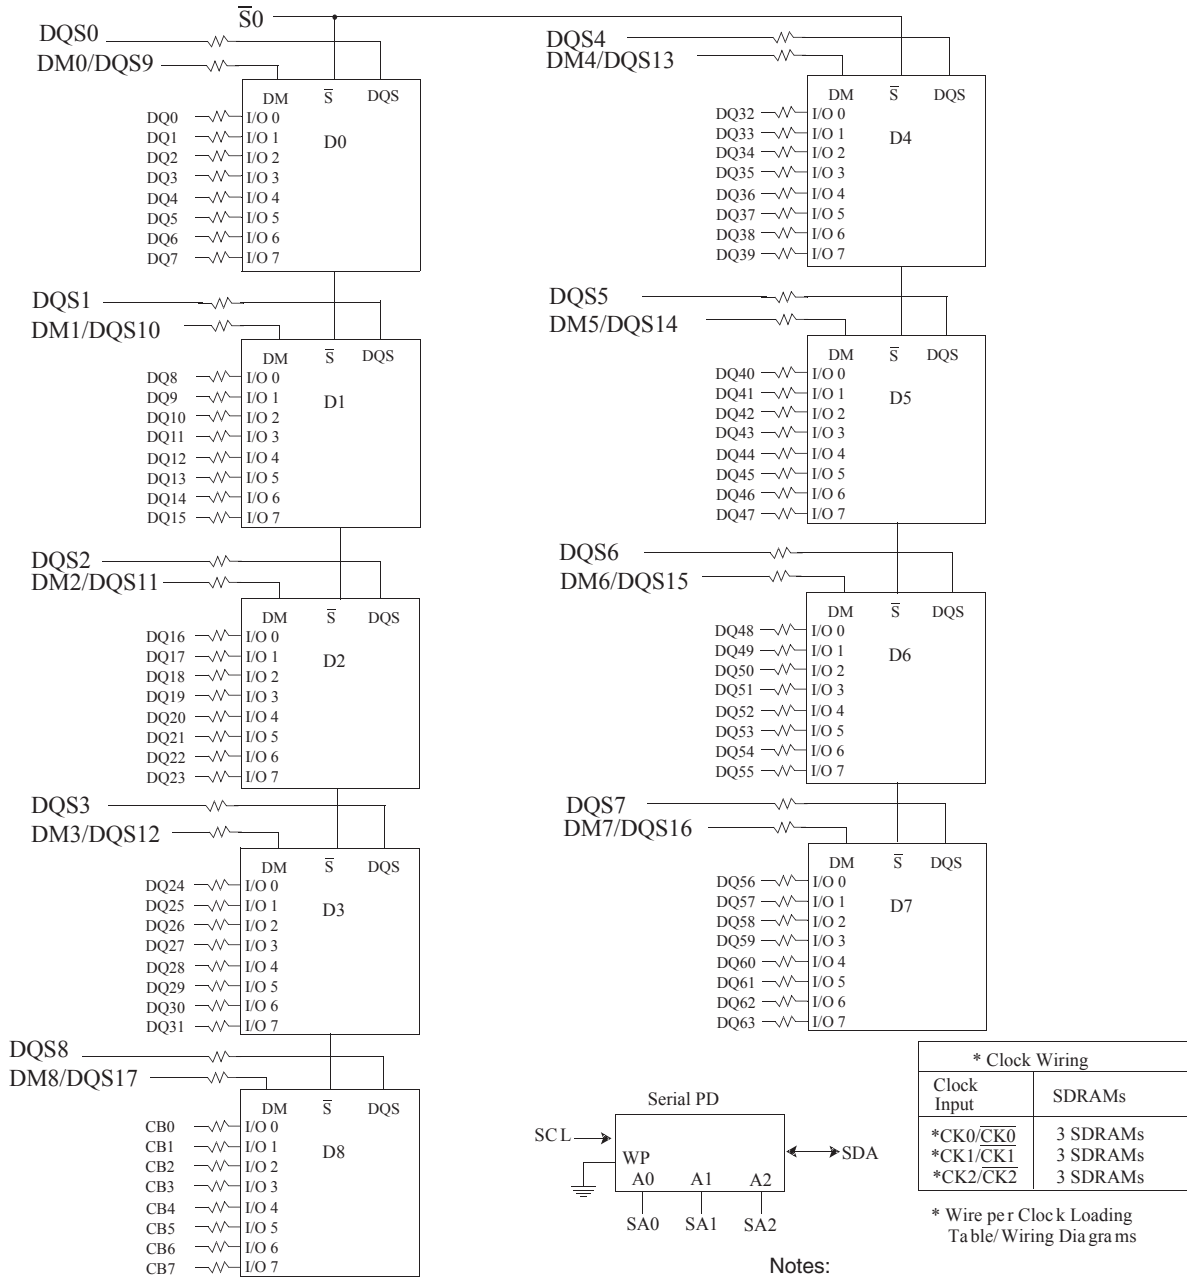 S̅0
DQS0
DM0/DQS9
DM S̅ DQS
D0
DQ0 I/O 0
DQ1 I/O 1
DQ2 I/O 2
DQ3 I/O 3
DQ4 I/O 4
DQ5 I/O 5
DQ6 I/O 6
DQ7 I/O 7
DQS1
DM1/DQS10
DM S̅ DQS
D1
DQ8 I/O 0
DQ9 I/O 1
DQ10 I/O 2
DQ11 I/O 3
DQ12 I/O 4
DQ13 I/O 5
DQ14 I/O 6
DQ15 I/O 7
DQS2
DM2/DQS11
DM S̅ DQS
D2
DQ16 I/O 0
DQ17 I/O 1
DQ18 I/O 2
DQ19 I/O 3
DQ20 I/O 4
DQ21 I/O 5
DQ22 I/O 6
DQ23 I/O 7
DQS3
DM3/DQS12
DM S̅ DQS
D3
DQ24 I/O 0
DQ25 I/O 1
DQ26 I/O 2
DQ27 I/O 3
DQ28 I/O 4
DQ29 I/O 5
DQ30 I/O 6
DQ31 I/O 7
DQS8
DM8/DQS17
DM S̅ DQS
D8
CB0 I/O 0
CB1 I/O 1
CB2 I/O 2
CB3 I/O 3
CB4 I/O 4
CB5 I/O 5
CB6 I/O 6
CB7 I/O 7
DQS4
DM4/DQS13
DM S̅ DQS
D4
DQ32 I/O 0
DQ33 I/O 1
DQ34 I/O 2
DQ35 I/O 3
DQ36 I/O 4
DQ37 I/O 5
DQ38 I/O 6
DQ39 I/O 7
DQS5
DM5/DQS14
DM S̅ DQS
D5
DQ40 I/O 0
DQ41 I/O 1
DQ42 I/O 2
DQ43 I/O 3
DQ44 I/O 4
DQ45 I/O 5
DQ46 I/O 6
DQ47 I/O 7
DQS6
DM6/DQS15
DM S̅ DQS
D6
DQ48 I/O 0
DQ49 I/O 1
DQ50 I/O 2
DQ51 I/O 3
DQ52 I/O 4
DQ53 I/O 5
DQ54 I/O 6
DQ55 I/O 7
DQS7
DM7/DQS16
DM S̅ DQS
D7
DQ56 I/O 0
DQ57 I/O 1
DQ58 I/O 2
DQ59 I/O 3
DQ60 I/O 4
DQ61 I/O 5
DQ62 I/O 6
DQ63 I/O 7
Serial PD
SCL
SDA
WP
A0 A1 A2
SA0 SA1 SA2
* Clock Wiring
Clock Input SDRAMs
*CK0/C̅K̅0̅ 3 SDRAMs
*CK1/C̅K̅1̅ 3 SDRAMs
*CK2/C̅K̅2̅ 3 SDRAMs
* Wire per Clock Loading
Table/Wiring Diagrams
Notes: